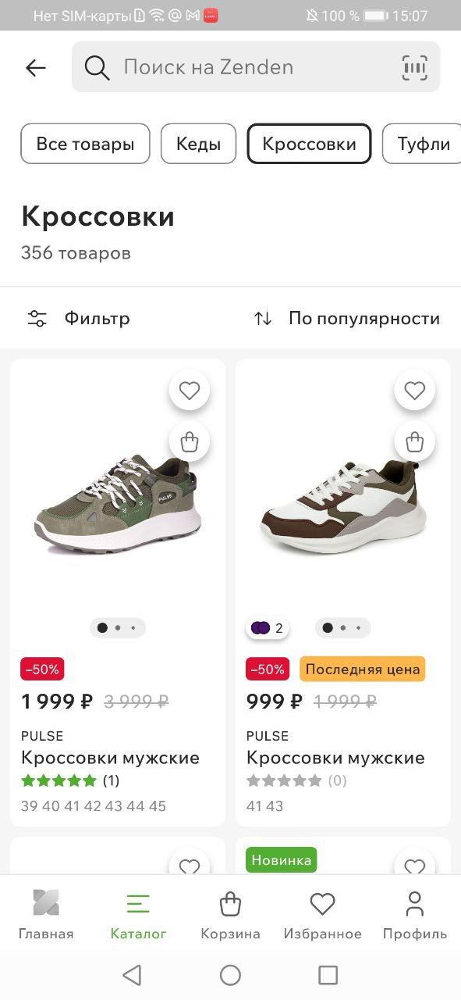 Нет SIM-карты 100 % 15:07
Поиск на Zenden
Все товары Кеды Кроссовки Туфли
Кроссовки
356 товаров
Фильтр По популярности
PULSE
2
–50% –50% Последняя цена
1 999 ₽ 3 999 ₽ 999 ₽ 1 999 ₽
PULSE PULSE
Кроссовки мужские Кроссовки мужские
(1) (0)
39 40 41 42 43 44 45 41 43
Новинка
Главная Каталог Корзина Избранное Профиль